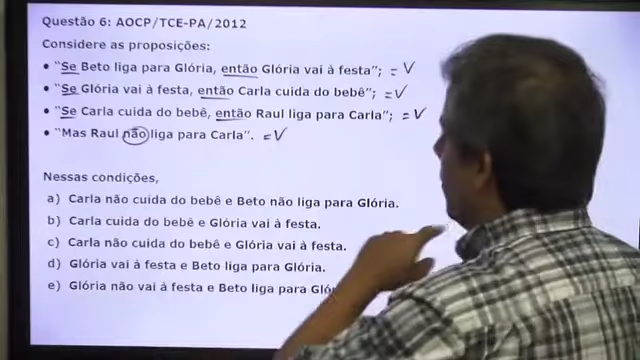 Questão 6: AOCP/TCE-PA/2012
Considere as proposições:
• "Se Beto liga para Glória, então Glória vai à festa"; = V
• "Se Glória vai à festa, então Carla cuida do bebê"; = V
• "Se Carla cuida do bebê, então Raul liga para Carla"; = V
• "Mas Raul não liga para Carla". = V
Nessas condições,
a) Carla não cuida do bebê e Beto não liga para Glória.
b) Carla cuida do bebê e Glória vai à festa.
c) Carla não cuida do bebê e Glória vai à festa.
d) Glória vai à festa e Beto liga para Glória.
e) Glória não vai à festa e Beto liga para